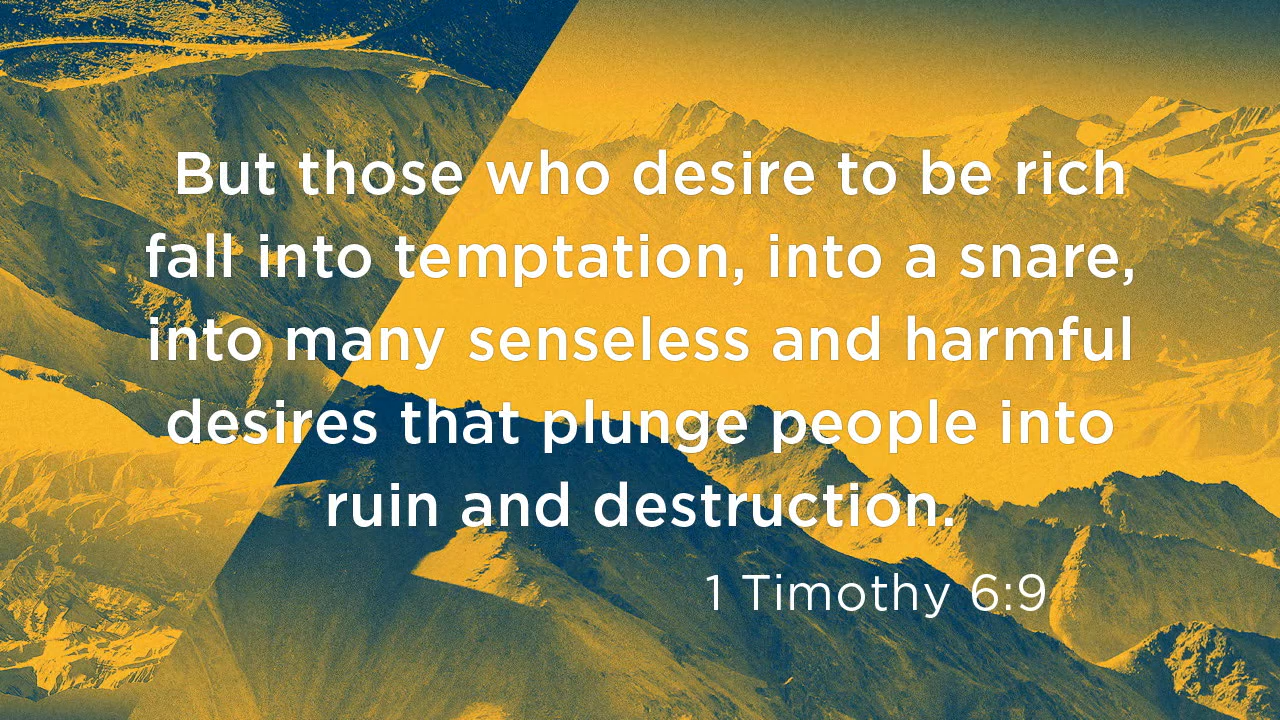 But those who desire to be rich
fall into temptation, into a snare,
into many senseless and harmful
desires that plunge people into
ruin and destruction.
1 Timothy 6:9